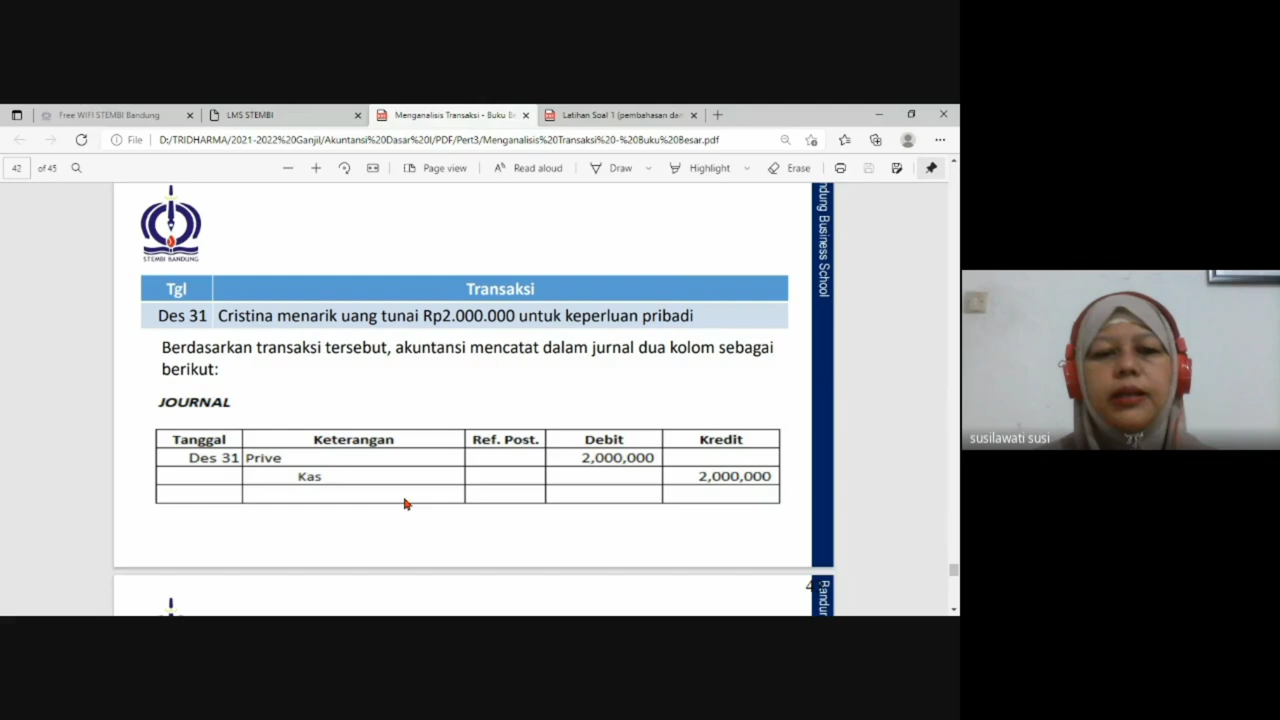 Free WIFI STEMBI Bandung
LMS STEMBI
Menganalisis Transaksi - Buku Be
Latihan Soal 1 (pembahasan dar
File
D:/TRIDHARMA/2021-2022%20Ganjil/Akuntansi%20Dasar%20I/PDF/Pert3/Menganalisis%20Transaksi%20-%20Buku%20Besar.pdf
42 of 45
Page view
Read aloud
Draw
Highlight
Erase
STEMBI BANDUNG
ndung Business School
Tgl Transaksi
Des 31 Cristina menarik uang tunai Rp2.000.000 untuk keperluan pribadi
Berdasarkan transaksi tersebut, akuntansi mencatat dalam jurnal dua kolom sebagai
berikut:
JOURNAL
Tanggal Keterangan Ref. Post. Debit Kredit
Des 31 Prive 2,000,000
Kas 2,000,000
Bandun
susilawati susi